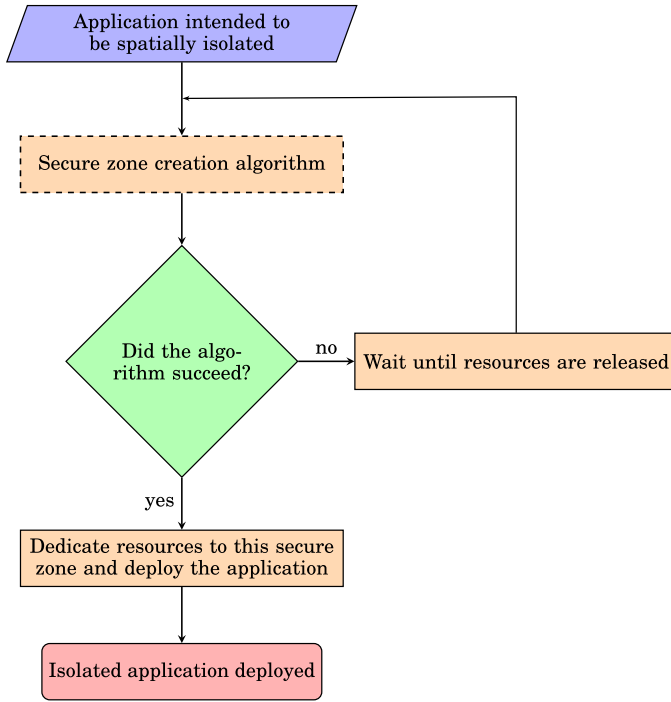 Application intended to
be spatially isolated
Secure zone creation algorithm
Did the algo-
rithm succeed?
no
Wait until resources are released
yes
Dedicate resources to this secure
zone and deploy the application
Isolated application deployed